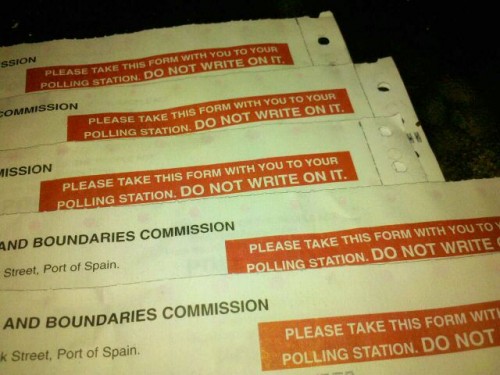 SSION
PLEASE TAKE THIS FORM WITH YOU TO YOUR
POLLING STATION. DO NOT WRITE ON IT.
COMMISSION
PLEASE TAKE THIS FORM WITH YOU TO YOUR
POLLING STATION. DO NOT WRITE ON IT.
MISSION
PLEASE TAKE THIS FORM WITH YOU TO YOUR
POLLING STATION. DO NOT WRITE ON IT.
AND BOUNDARIES COMMISSION
PLEASE TAKE THIS FORM WITH YOU TO Y
POLLING STATION. DO NOT WRITE
Street, Port of Spain.
AND BOUNDARIES COMMISSION
PLEASE TAKE THIS FORM WITH
POLLING STATION. DO NOT
k Street, Port of Spain.